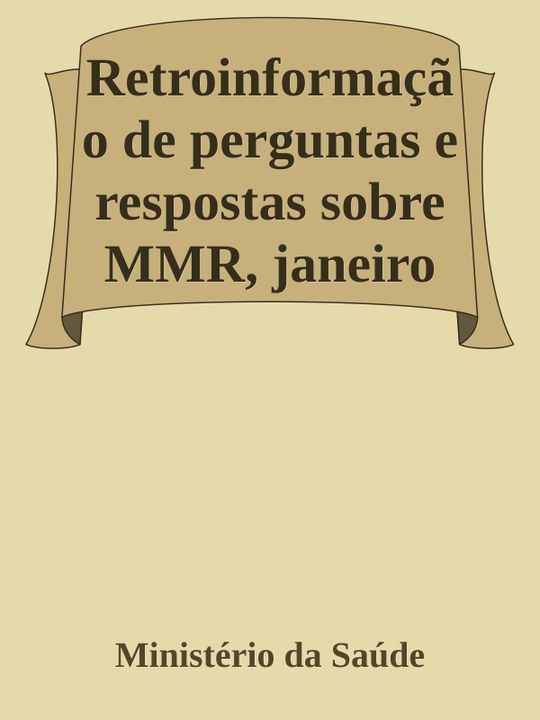 Retroinformaçã
o de perguntas e
respostas sobre
MMR, janeiro
Ministério da Saúde